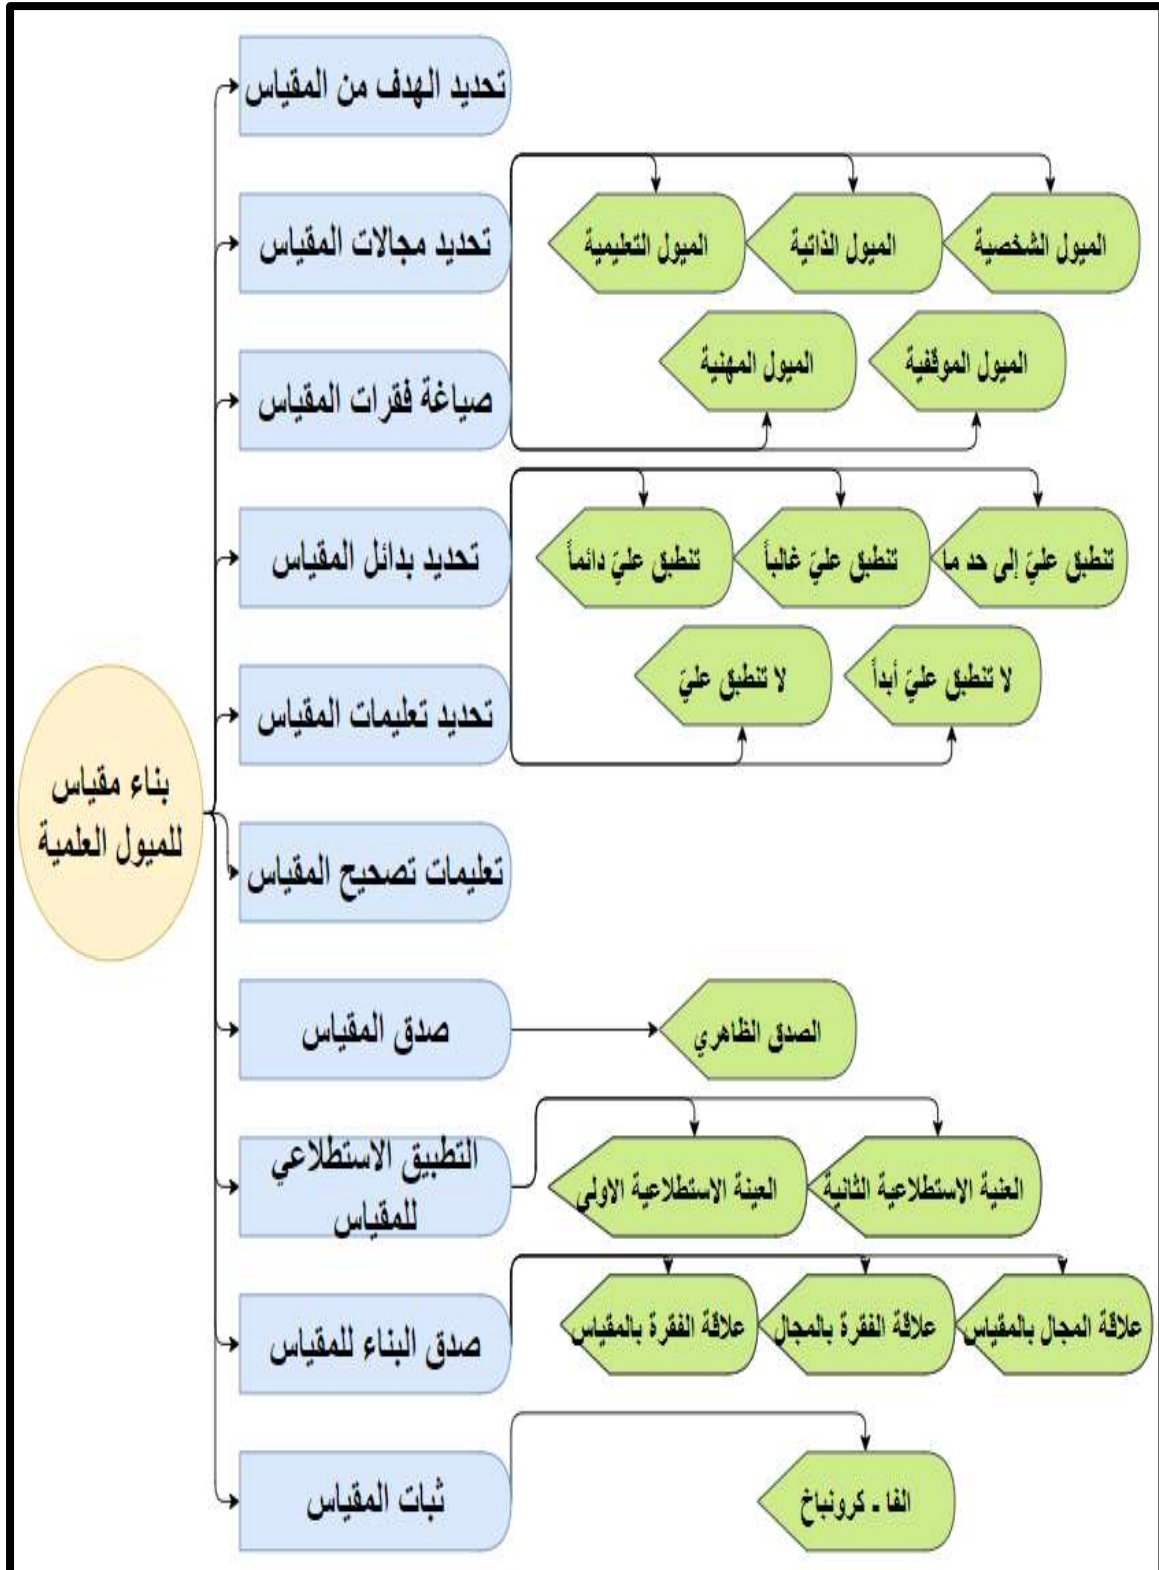 بناء مقياس
للميول العلمية
تحديد الهدف من المقياس
تحديد مجالات المقياس
الميول التعليمية
الميول الذاتية
الميول الشخصية
الميول المهنية
الميول الموقفية
صياغة فقرات المقياس
تحديد بدائل المقياس
تنطبق عليّ دائماً
تنطبق عليّ غالباً
تنطبق عليّ إلى حد ما
لا تنطبق عليّ
لا تنطبق عليّ أبداً
تحديد تعليمات المقياس
تعليمات تصحيح المقياس
صدق المقياس
الصدق الظاهري
التطبيق الاستطلاعي
للمقياس
العينة الاستطلاعية الاولى
العنية الاستطلاعية الثانية
صدق البناء للمقياس
علاقة الفقرة بالمقياس
علاقة الفقرة بالمجال
علاقة المجال بالمقياس
ثبات المقياس
الفا - كرونباخ